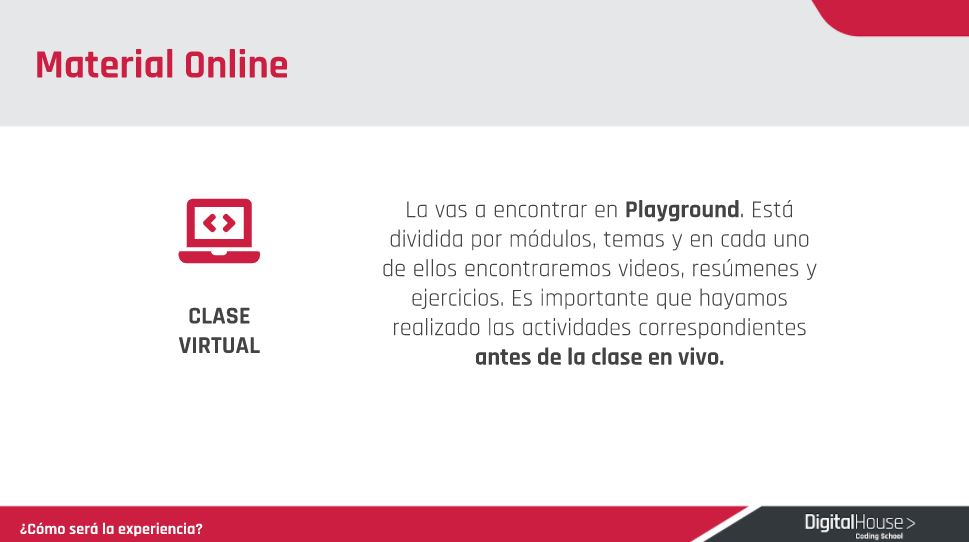 Material Online
CLASE
VIRTUAL
La vas a encontrar en Playground. Está
dividida por módulos, temas y en cada uno
de ellos encontraremos videos, resúmenes y
ejercicios. Es importante que hayamos
realizado las actividades correspondientes
antes de la clase en vivo.
¿Cómo será la experiencia?
DigitalHouse>
Coding School